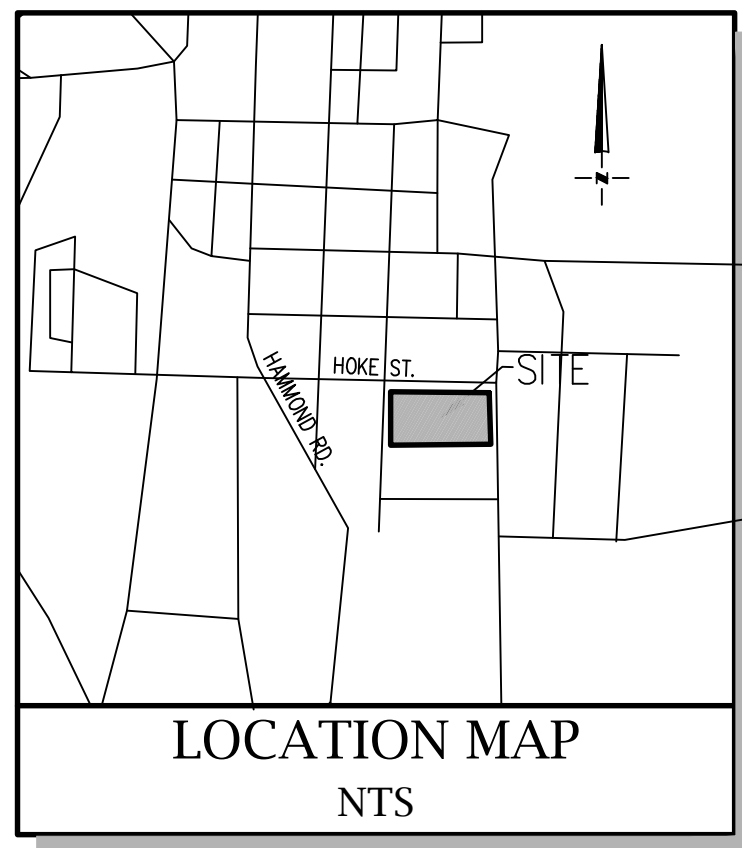 N
HOKE ST.
SITE
HAMMOND RD.
LOCATION MAP
NTS